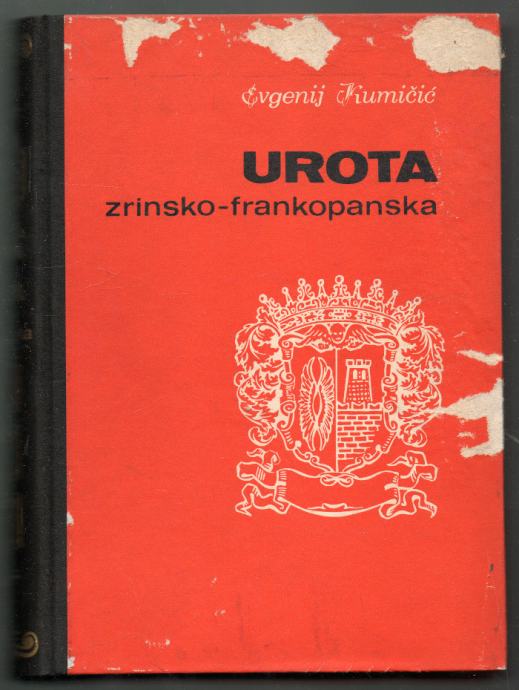 Evgenij Kumičić
UROTA
zrinsko-frankopanska